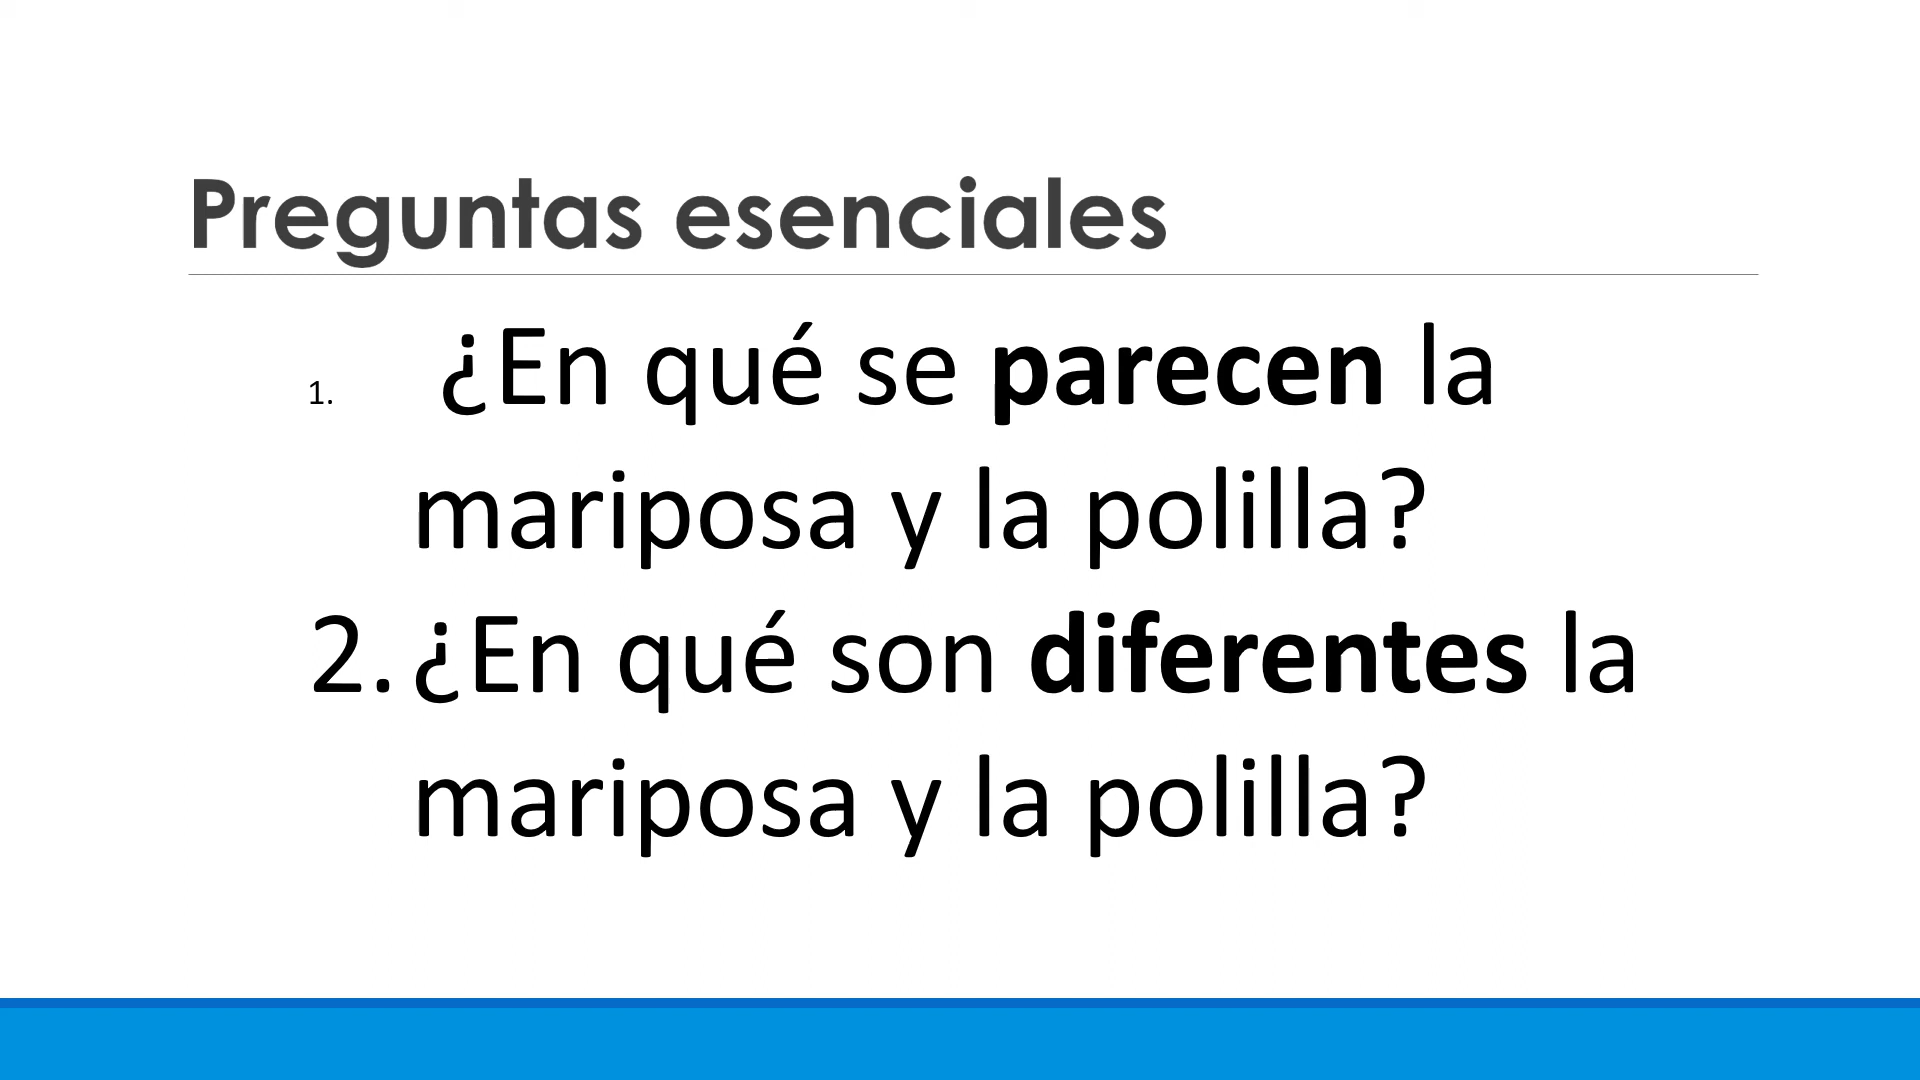 Preguntas esenciales
1. ¿En qué se parecen la
mariposa y la polilla?
2. ¿En qué son diferentes la
mariposa y la polilla?